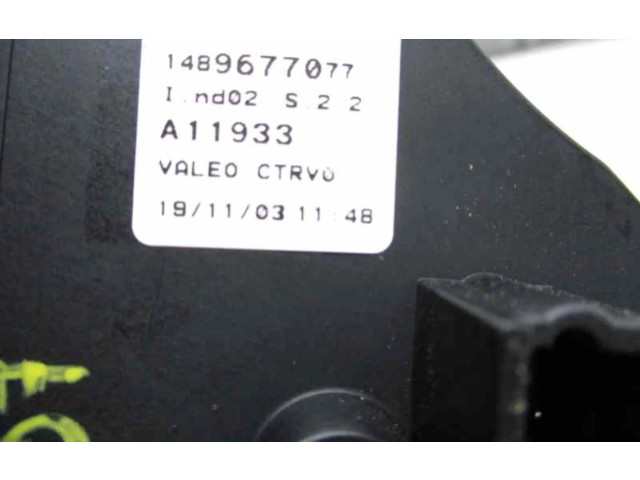 1489677077
I.nd02 S.2 2
A11933
VALEO CTRVO
19/11/03 11:48